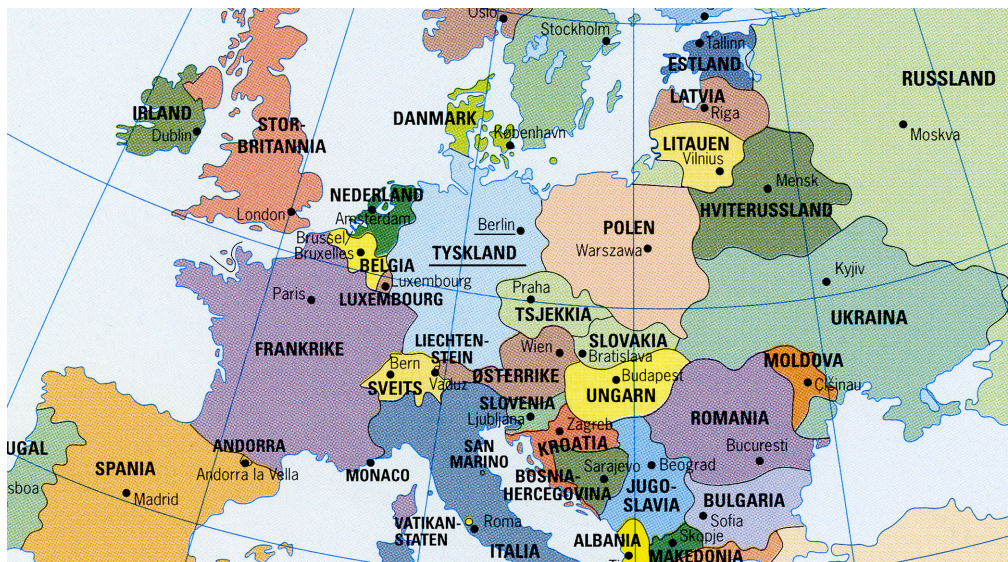 Oslo
Stockholm
Tallinn
ESTLAND
RUSSLAND
LATVIA
Riga
IRLAND
Dublin
STOR-
BRITANNIA
DANMARK
København
Moskva
LITAUEN
Vilnius
Mensk
HVITERUSSLAND
NEDERLAND
Amsterdam
London
Berlin
POLEN
Warszawa
Brussel/
Bruxelles
BELGIA
TYSKLAND
Kyjiv
Luxembourg
LUXEMBOURG
Paris
Praha
TSJEKKIA
UKRAINA
FRANKRIKE
LIECHTEN-
STEIN
Wien
SLOVAKIA
Bratislava
MOLDOVA
Bern
SVEITS
Vaduz
ØSTERRIKE
Budapest
UNGARN
Cišinau
SLOVENIA
Ljubljana
ROMANIA
Zagreb
KROATIA
UGAL
ANDORRA
Andorra la Vella
MONACO
SAN
MARINO
Bucuresti
SPANIA
Madrid
BOSNIA-
HERCEGOVINA
Sarajevo
Beograd
JUGO-
SLAVIA
isboa
BULGARIA
Sofia
VATIKAN-
STATEN
Roma
ITALIA
ALBANIA
Skopje
MAKEDONIA